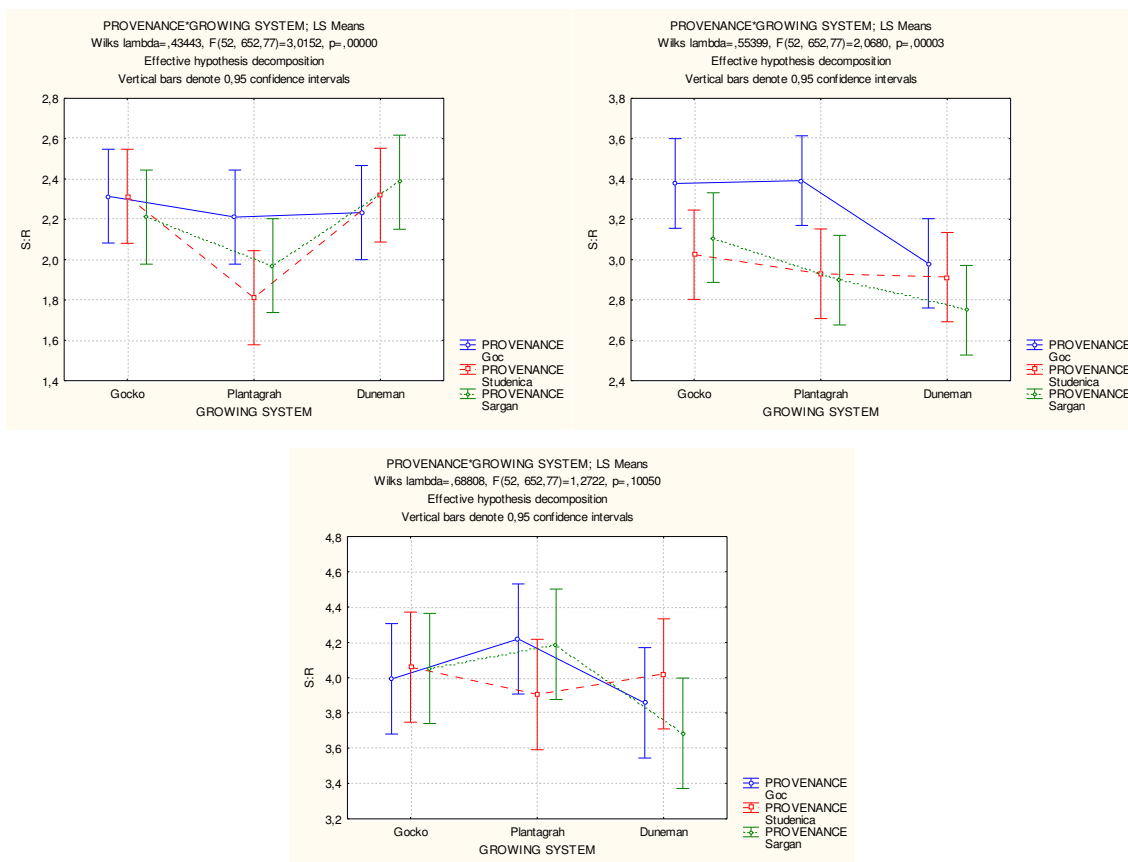 PROVENANCE*GROWING SYSTEM; LS Means
Wilks lambda=,43443, F(52, 652,77)=3,0152, p=,00000
Effective hypothesis decomposition
Vertical bars denote 0,95 confidence intervals
2,8
2,6
2,4
2,2
2,0
1,8
1,6
1,4
S:R
Gocko
Plantagrah
Duneman
GROWING SYSTEM
PROVENANCE
Goc
PROVENANCE
Studenica
PROVENANCE
Sargan
PROVENANCE*GROWING SYSTEM; LS Means
Wilks lambda=,55399, F(52, 652,77)=2,0680, p=,00003
Effective hypothesis decomposition
Vertical bars denote 0,95 confidence intervals
3,8
3,6
3,4
3,2
3,0
2,8
2,6
2,4
S:R
Gocko
Plantagrah
Duneman
GROWING SYSTEM
PROVENANCE
Goc
PROVENANCE
Studenica
PROVENANCE
Sargan
PROVENANCE*GROWING SYSTEM; LS Means
Wilks lambda=,68808, F(52, 652,77)=1,2722, p=,10050
Effective hypothesis decomposition
Vertical bars denote 0,95 confidence intervals
4,8
4,6
4,4
4,2
4,0
3,8
3,6
3,4
3,2
S:R
Gocko
Plantagrah
Duneman
GROWING SYSTEM
PROVENANCE
Goc
PROVENANCE
Studenica
PROVENANCE
Sargan